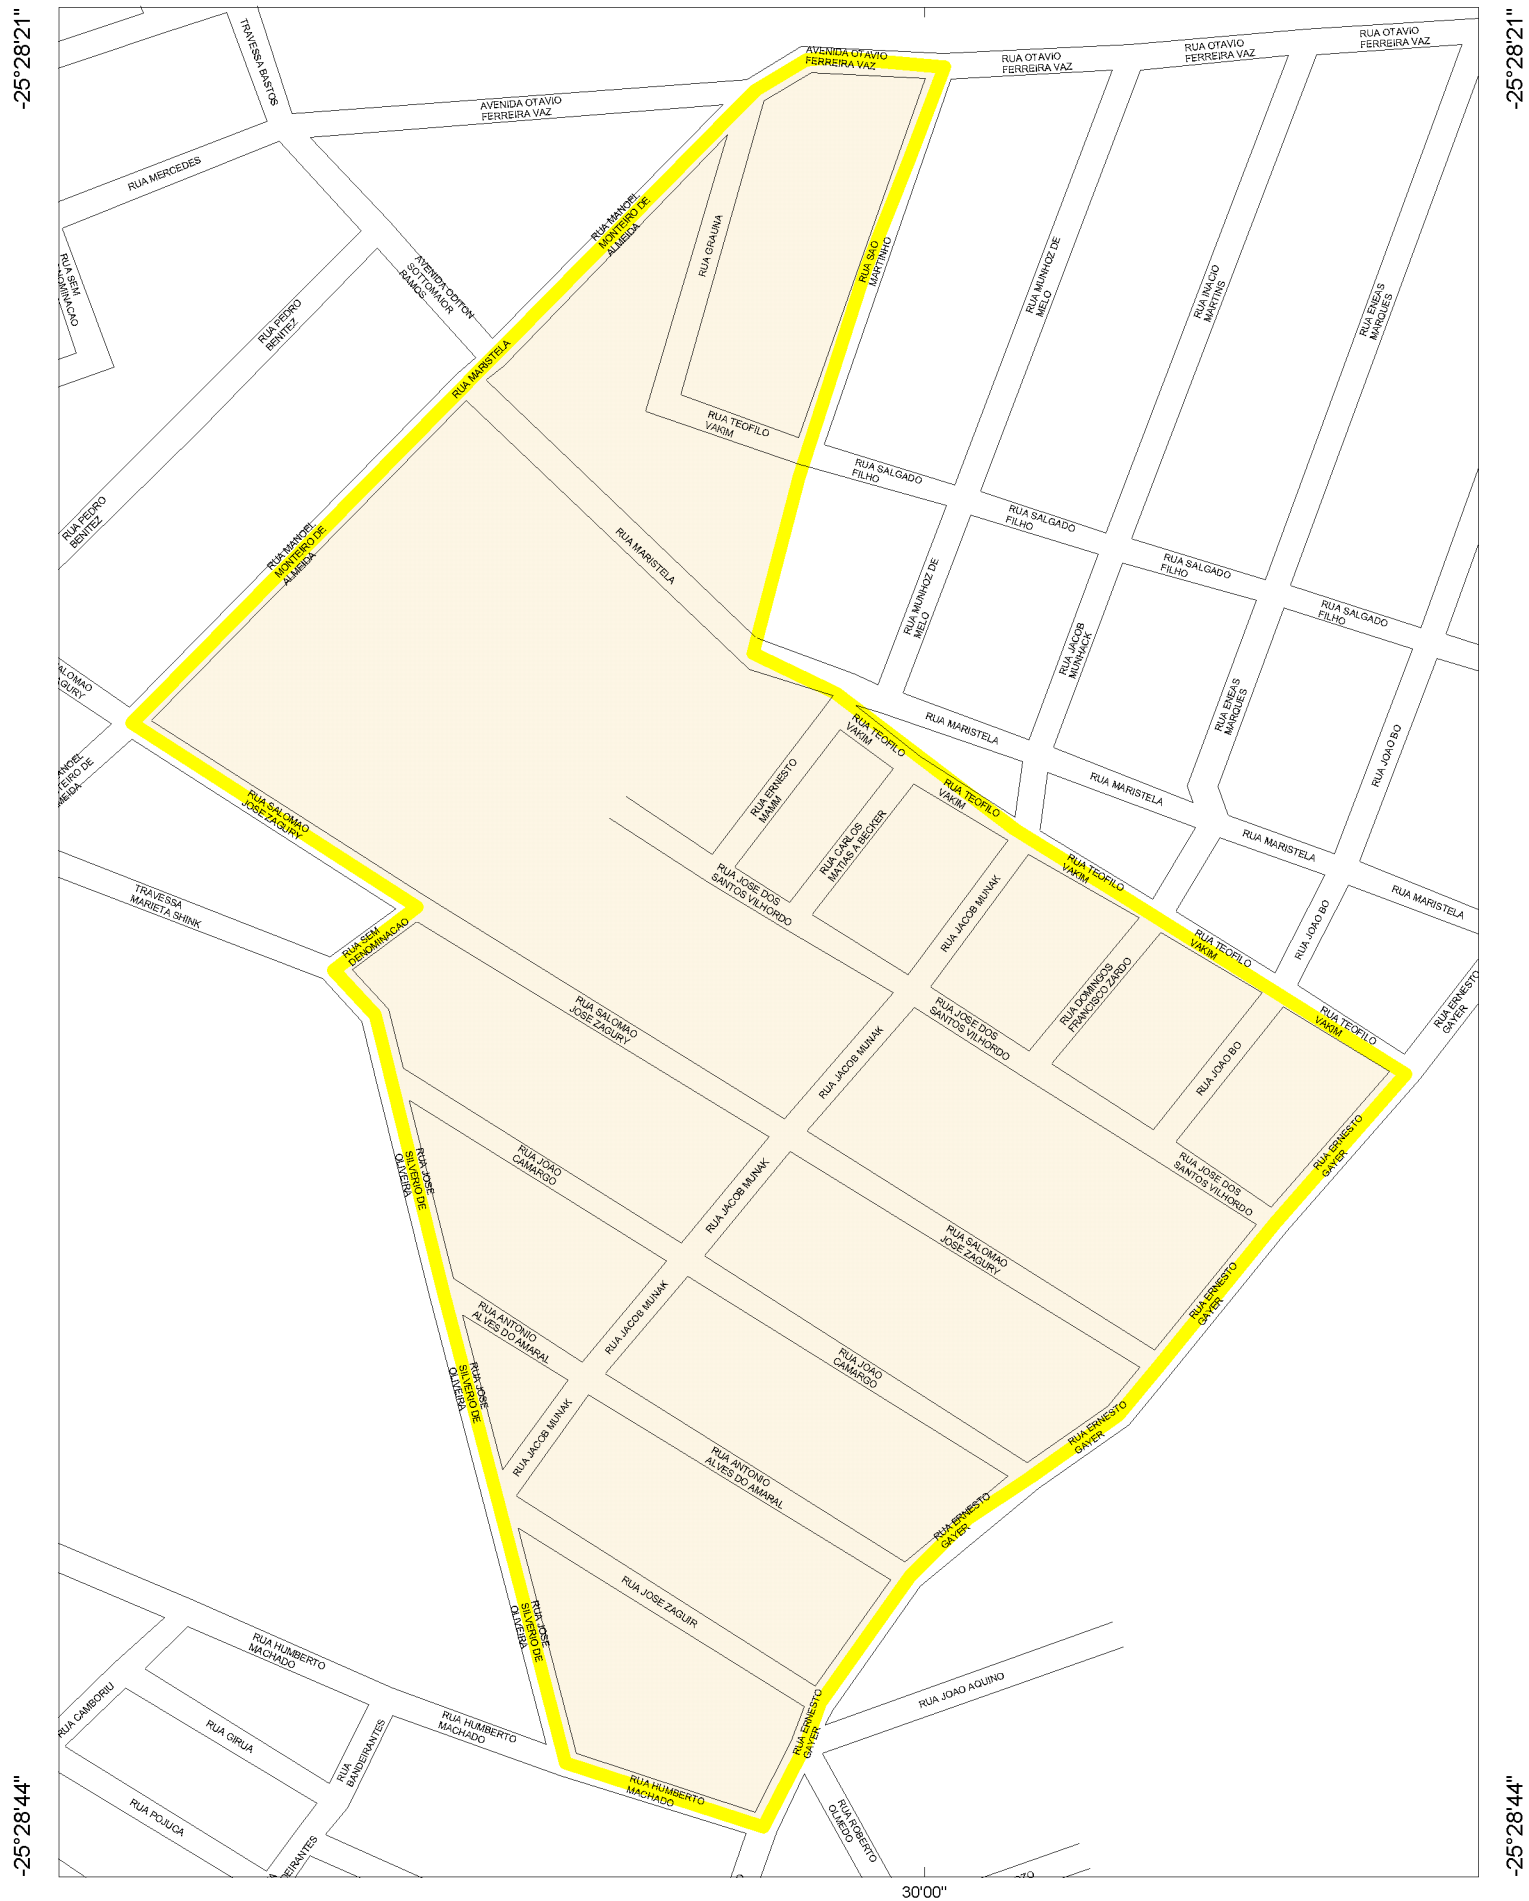 -25°28'21"
-25°28'21"
TRAVESSA BASTOS
AVENIDA OTAVIO
FERREIRA VAZ
RUA OTAVIO
FERREIRA VAZ
RUA OTAVIO
FERREIRA VAZ
RUA OTAVIO
FERREIRA VAZ
AVENIDA OTAVIO
FERREIRA VAZ
RUA MERCEDES
RUA MANOEL
MONTEIRO DE
ALMEIDA
RUA GRAUNA
RUA SAO
MARTINHO
RUA MUNHOZ DE
MELO
RUA INACIO
MARTINS
RUA ENEAS
MARQUES
RUA SEM
NOMINACAO
AVENIDA ODITON
SOTTOMAIOR
RAMOS
RUA PEDRO
BENITEZ
RUA MARISTELA
RUA TEOFILO
VAKIM
RUA SALGADO
FILHO
RUA SALGADO
FILHO
RUA SALGADO
FILHO
RUA SALGADO
FILHO
RUA PEDRO
BENITEZ
RUA MANOEL
MONTEIRO DE
ALMEIDA
RUA MARISTELA
RUA MUNHOZ DE
MELO
RUA JACOB
MUNHACK
RUA ENEAS
MARQUES
RUA JOAO BO
ALOMAO
AGURY
RUA TEOFILO
VAKIM
RUA MARISTELA
RUA MARISTELA
RUA MARISTELA
RUA MARISTELA
ANOEL
TEIRO DE
MEIDA
RUA SALOMAO
JOSE ZAGURY
RUA ERNESTO
MAMM
RUA TEOFILO
VAKIM
RUA CARLOS
MATIAS A BECKER
RUA TEOFILO
VAKIM
RUA JOSE DOS
SANTOS VILHORDO
TRAVESSA
MARIETA SHINK
RUA SEM
DENOMINACAO
RUA JACOB MUNAK
RUA TEOFILO
VAKIM
RUA JOAO BO
RUA DOMINGOS
FRANCISCO ZARDO
RUA SALOMAO
JOSE ZAGURY
RUA JOSE DOS
SANTOS VILHORDO
RUA TEOFILO
VAKIM
RUA ERNESTO
GAYER
RUA JACOB MUNAK
RUA JOAO BO
RUA JOSE
SILVERIO DE
OLIVEIRA
RUA JOAO
CAMARGO
RUA JACOB MUNAK
RUA JOSE DOS
SANTOS VILHORDO
RUA ERNESTO
GAYER
RUA SALOMAO
JOSE ZAGURY
RUA ANTONIO
ALVES DO AMARAL
RUA JACOB MUNAK
RUA ERNESTO
GAYER
RUA JOSE
SILVERIO DE
OLIVEIRA
RUA JOAO
CAMARGO
RUA JACOB MUNAK
RUA ERNESTO
GAYER
RUA ANTONIO
ALVES DO AMARAL
RUA ERNESTO
GAYER
RUA JOSE
SILVERIO DE
OLIVEIRA
RUA JOSE ZAGUIR
RUA HUMBERTO
MACHADO
RUA CAMBORIU
RUA GIRUA
RUA
BANDEIRANTES
RUA HUMBERTO
MACHADO
RUA ERNESTO
GAYER
RUA JOAO AQUINO
RUA HUMBERTO
MACHADO
RUA POJUCA
DEIRANTES
RUA ROBERTO
OLMEDO
-25°28'44"
-25°28'44"
30'00"